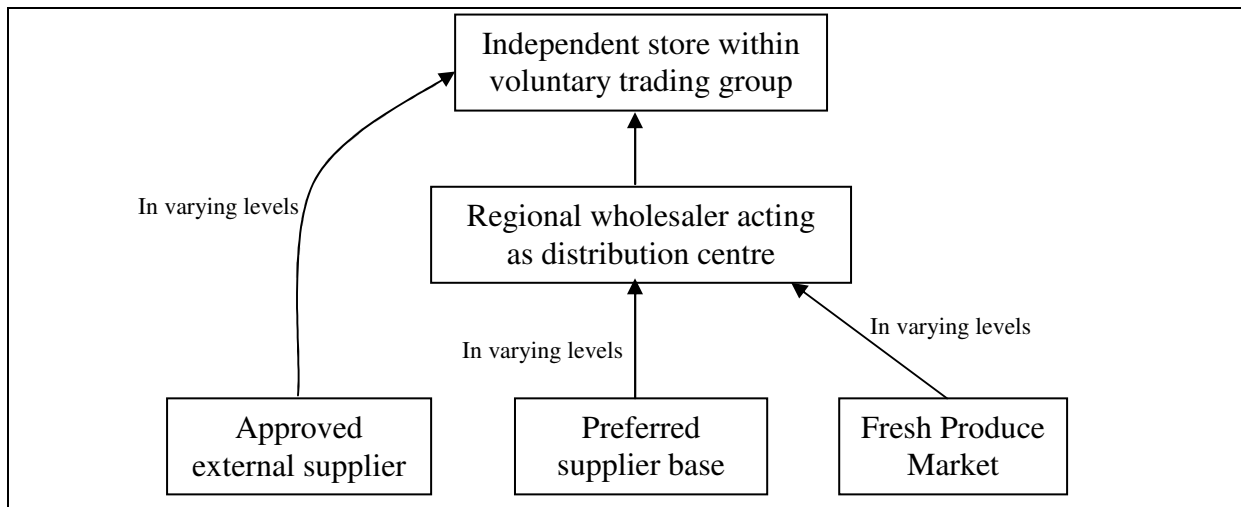 Independent store within
voluntary trading group
In varying levels
Regional wholesaler acting
as distribution centre
In varying levels
In varying levels
Approved
external supplier
Preferred
supplier base
Fresh Produce
Market